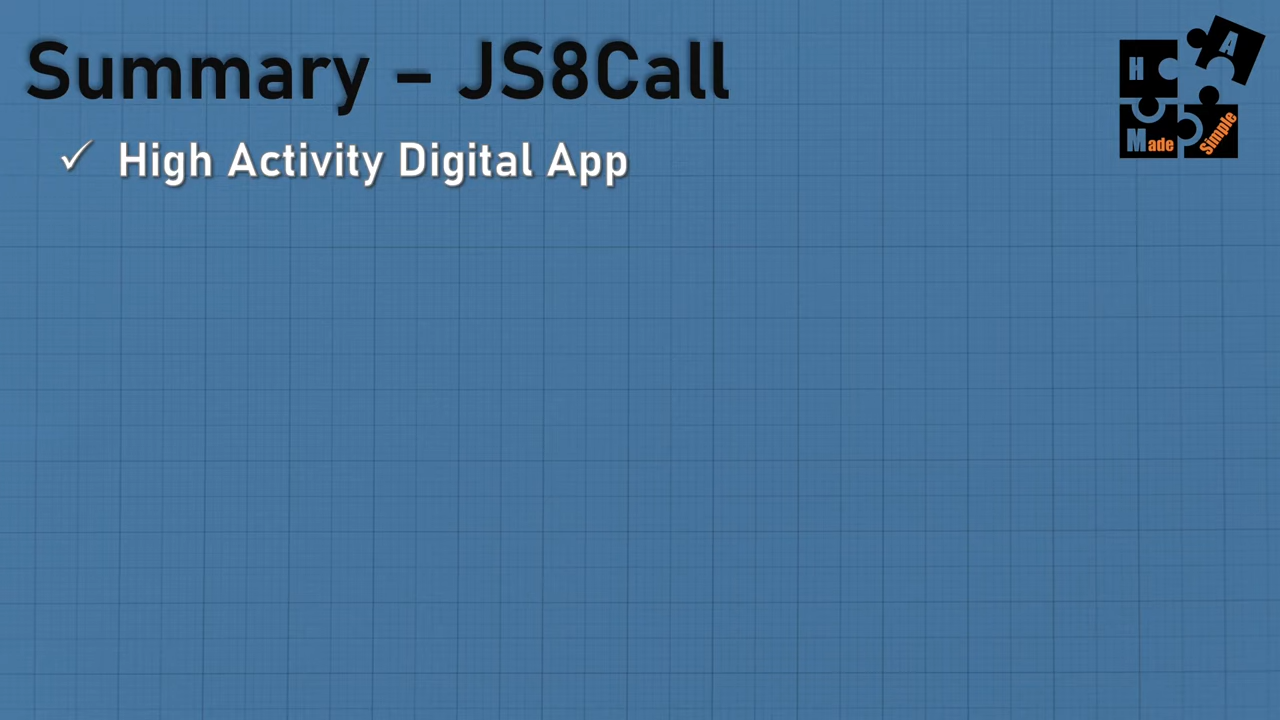 Summary – JS8Call
✓ High Activity Digital App
H A
Made Simple